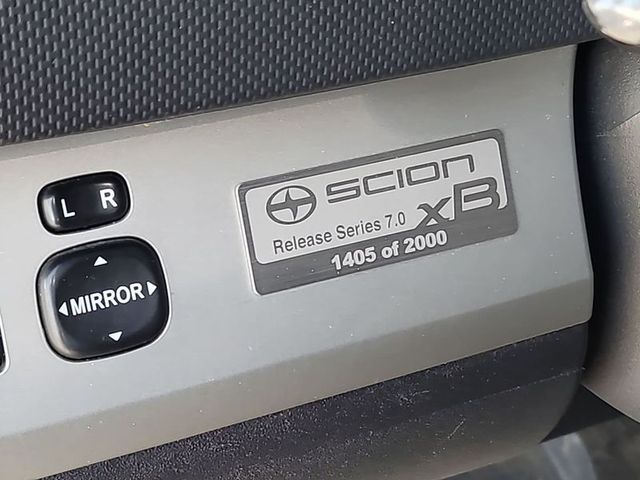 L R
MIRROR
SCION
Release Series 7.0 xB
1405 of 2000